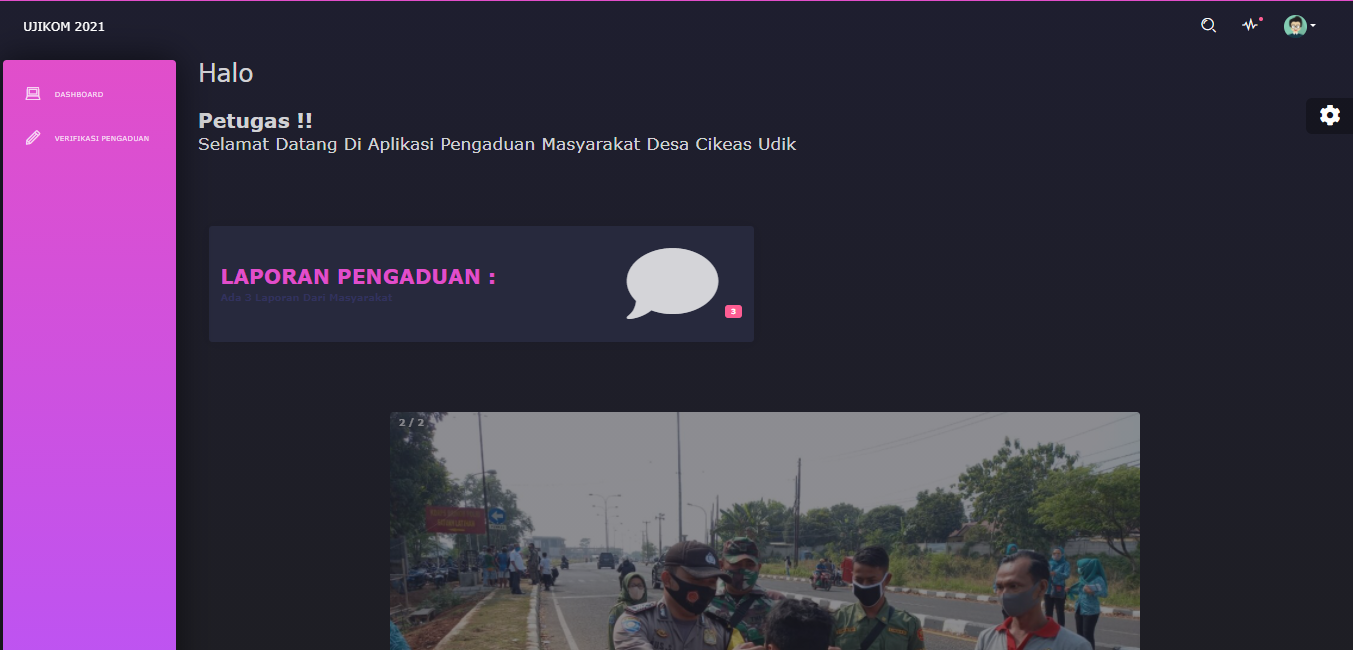 UJIKOM 2021
DASHBOARD
VERIFIKASI PENGADUAN
Halo
Petugas !!
Selamat Datang Di Aplikasi Pengaduan Masyarakat Desa Cikeas Udik
LAPORAN PENGADUAN :
Ada 3 Laporan Dari Masyarakat
3
2 / 2